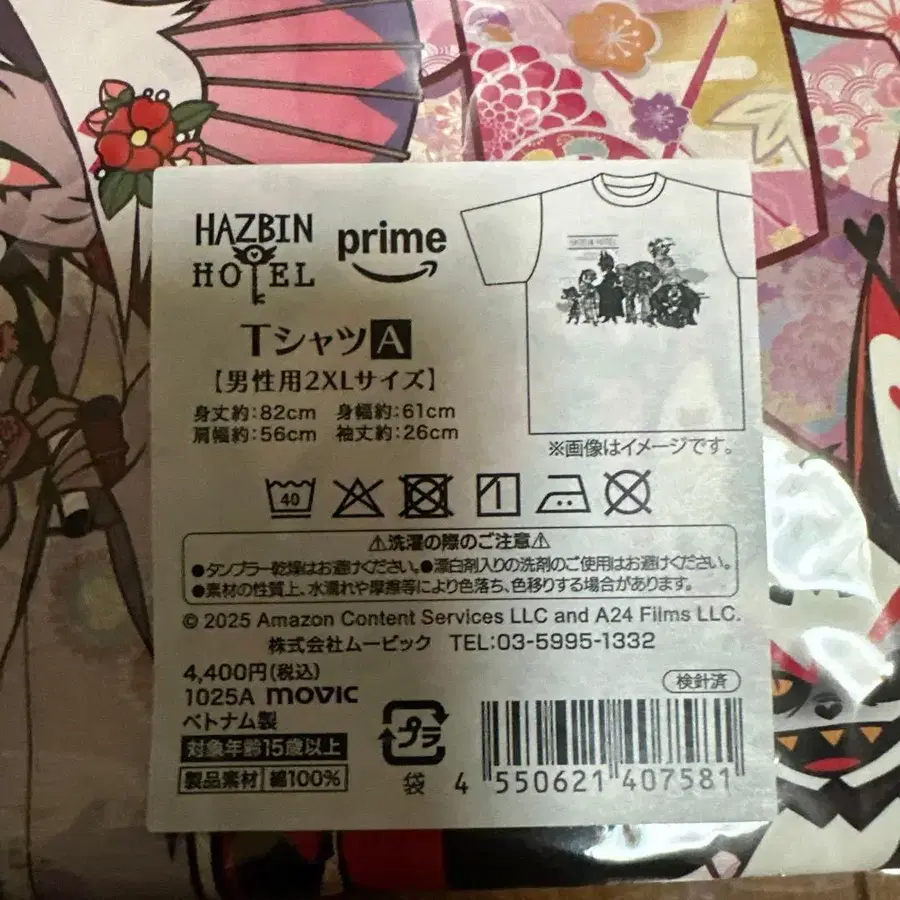 HAZBIN
HOTEL
prime
HAZBIN HOTEL
Tシャツ A
【男性用2XLサイズ】
身丈約:82cm 身幅約:61cm
肩幅約:56cm 袖丈約:26cm
※画像はイメージです。
40
⚠洗濯の際のご注意⚠
●タンブラー乾燥はお避けください。●漂白剤入りの洗剤のご使用はお避けください。
●素材の性質上、水濡れや摩擦等により色落ち、色移りする場合があります。
© 2025 Amazon Content Services LLC and A24 Films LLC.
株式会社ムービック TEL:03-5995-1332
4,400円(税込)
1025A movic
検針済
ベトナム製
対象年齢15歳以上
製品素材 綿100%
プラ
袋
4 550621 407581